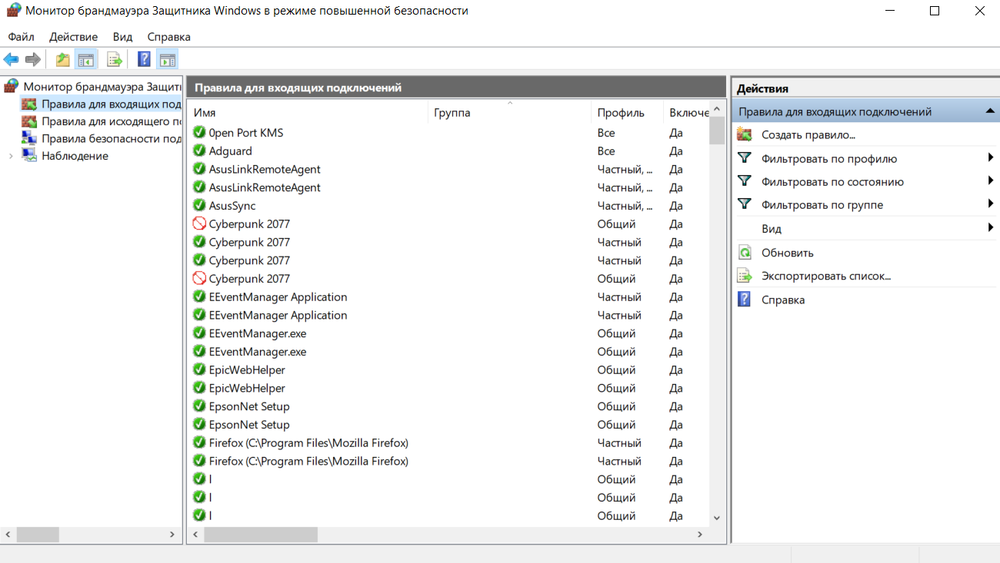 Монитор брандмауэра Защитника Windows в режиме повышенной безопасности
Файл Действие Вид Справка
Монитор брандмауэра Защити
Правила для входящих под
Правила для исходящего по
Правила безопасности под
Наблюдение
Правила для входящих подключений
Имя Группа Профиль Включе
0pen Port KMS Все Да
Adguard Все Да
AsusLinkRemoteAgent Частный, ... Да
AsusLinkRemoteAgent Частный, ... Да
AsusSync Частный, ... Да
Cyberpunk 2077 Общий Да
Cyberpunk 2077 Частный Да
Cyberpunk 2077 Частный Да
Cyberpunk 2077 Общий Да
EEventManager Application Частный Да
EEventManager Application Частный Да
EEventManager.exe Общий Да
EEventManager.exe Общий Да
EpicWebHelper Общий Да
EpicWebHelper Общий Да
EpsonNet Setup Общий Да
EpsonNet Setup Общий Да
Firefox (C:\Program Files\Mozilla Firefox) Частный Да
Firefox (C:\Program Files\Mozilla Firefox) Частный Да
I Общий Да
I Общий Да
I Общий Да
Действия
Правила для входящих подключений
Создать правило...
Фильтровать по профилю
Фильтровать по состоянию
Фильтровать по группе
Вид
Обновить
Экспортировать список...
Справка